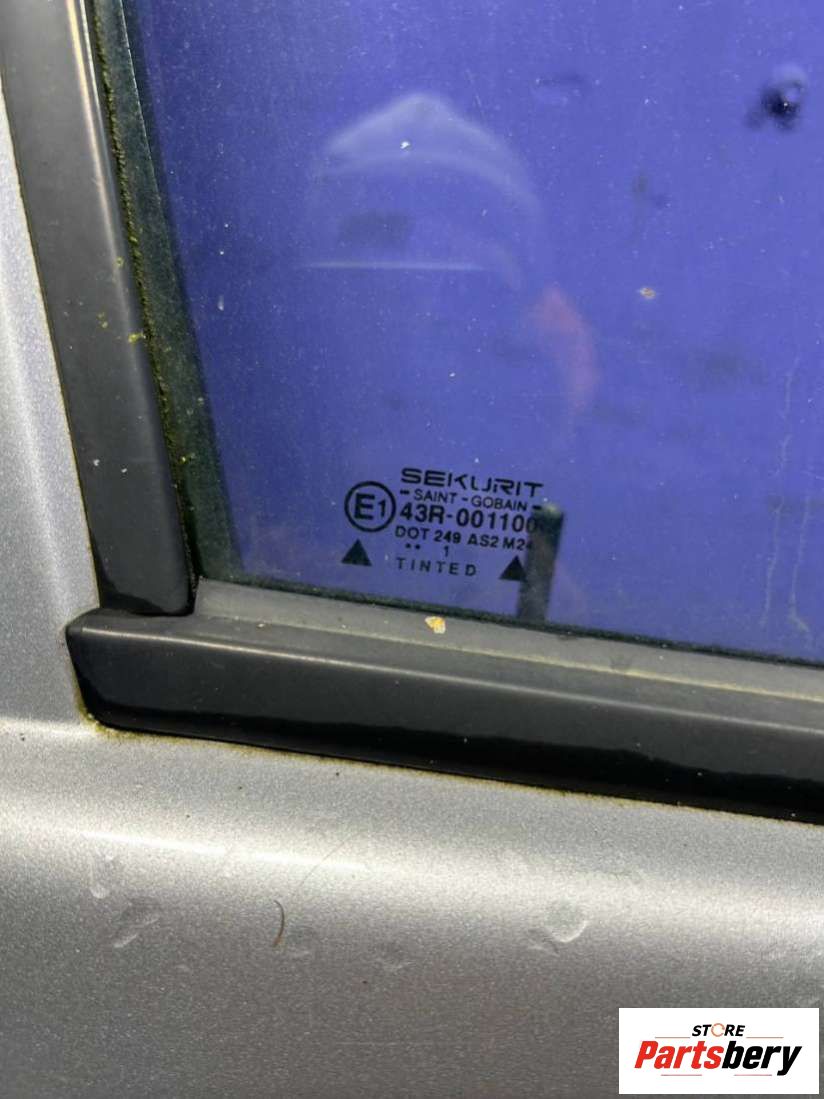 SEKURIT
- SAINT - GOBAIN -
E1 43R-001100
DOT 249 AS2 M24
•• 1
TINTED
STORE
Partsbery